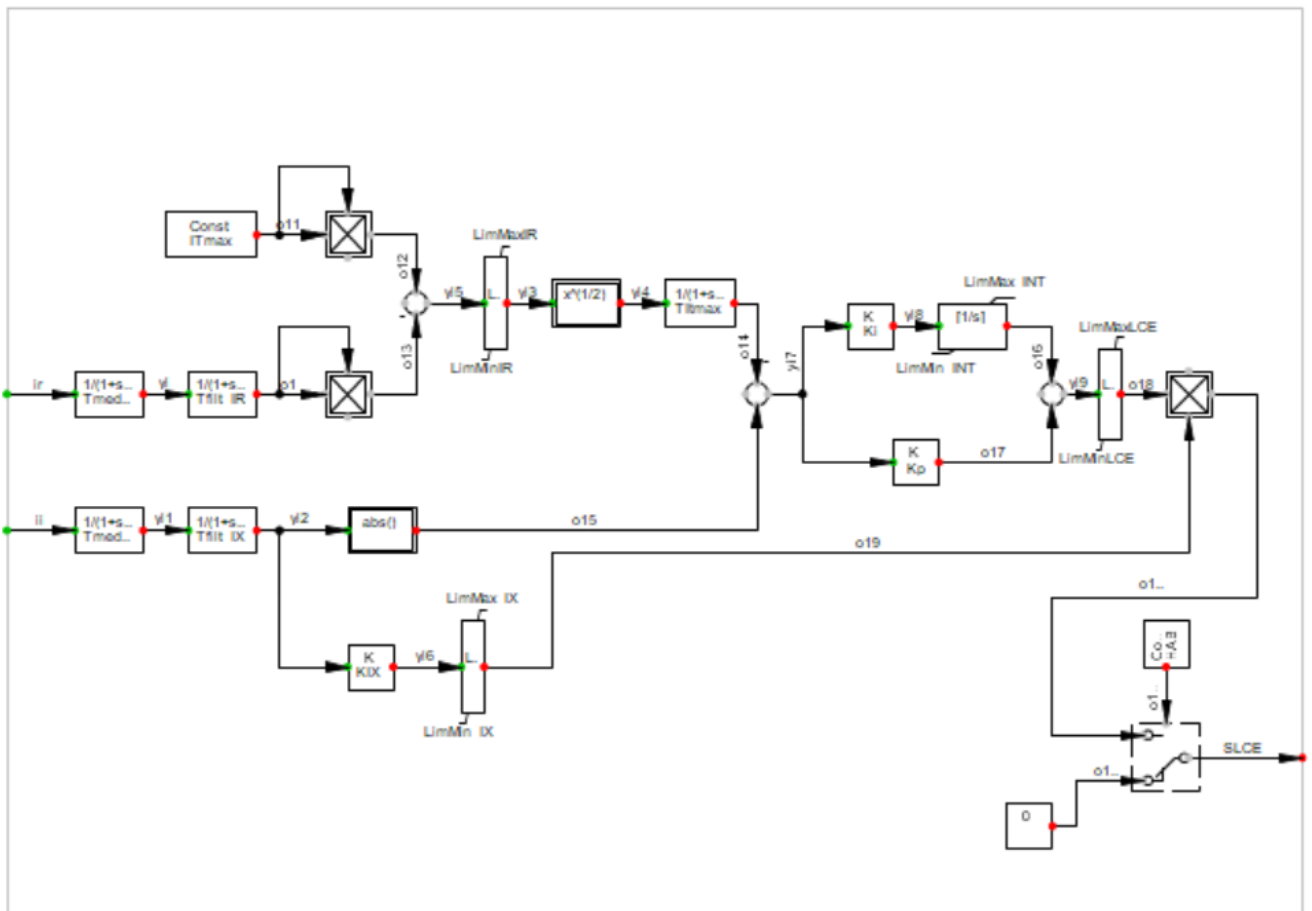 Const
ITmax
o11
o12
LimMaxIR
yi5
L.
yi3
x^(1/2)
yi4
1/(1+s...
Tltmax
LimMinIR
o13
o14
ir
1/(1+s...
Tmed...
yi
1/(1+s...
Tfilt IR
o1
yi7
K
Ki
yi8
LimMax INT
[1/s]
LimMin INT
o16
LimMaxLCE
yi9
L.
o18
LimMinLCE
K
Kp
o17
ii
1/(1+s...
Tmed...
yi1
1/(1+s...
Tfilt IX
yi2
abs()
o15
o19
LimMax IX
K
KIX
yi6
L.
LimMin IX
o1..
Co..
o1..
SLCE
o1..
0